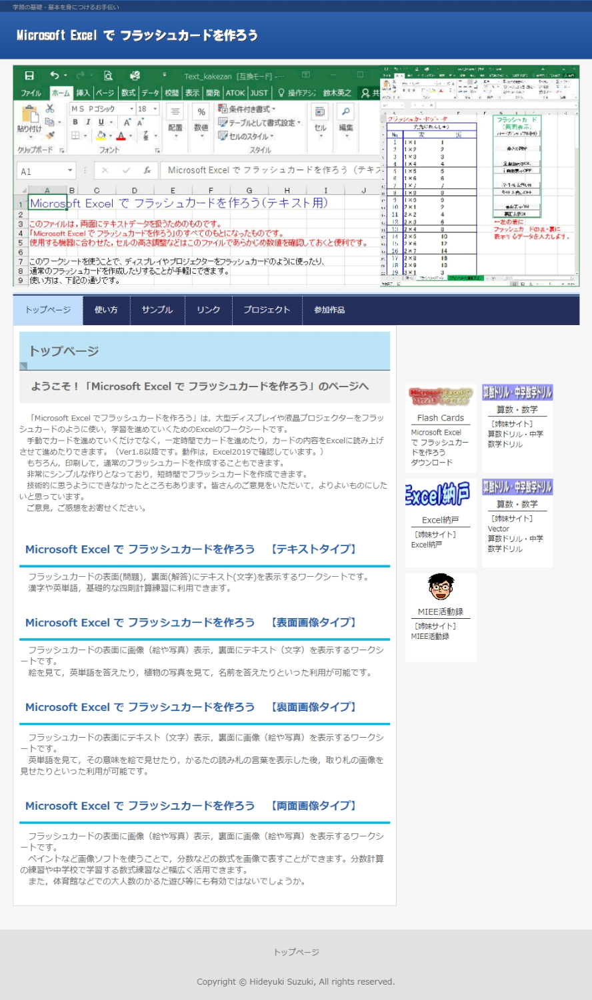 学習の基礎・基本を身につけるお手伝い
Microsoft Excel で フラッシュカードを作ろう
Text_kakezan [互換モード] -…
ファイル ホーム 挿入 ページ 数式 データ 校閲 表示 開発 ATOK JUST 操作アシ 鈴木英之 共
ＭＳ Ｐゴシック 18 条件付き書式
貼り付け B I U 配置 数値 テーブルとして書式設定 セル 編集
セルのスタイル
クリップボード フォント スタイル
A1 fx Microsoft Excel で フラッシュカードを作ろう（テキス
A B C D E F G H I J
1 Microsoft Excel で フラッシュカードを作ろう(テキスト用)
2
3 このファイルは，両面にテキストデータを扱うためのものです。
4 「Microsoft Excel で フラッシュカードを作ろう」のすべてのもとになったものです。
5 使用する機器に合わせた，セルの高さ調整などはこのファイルであらかじめ数値を確認しておくと便利です。
6
7 このワークシートを使うことで、ディスプレイやプロジェクターをフラッシュカードのように使ったり、
8 通常のフラッシュカードを作成したりすることが手軽にできます。
9 使い方は、下記の通りです。
フラッシュカードデータ
九九のれんしゅう
No.
1 1×1 1
2 1×2 2
3 1×3 3
4 1×4 4
5 1×5 5
6 1×6 6
7 1×7 7
8 1×8 8
9 1×9 9
10 2×1 2
11 2×2 4
12 2×3 6
13 2×4 8
14 2×5 10
15 2×6 12
16 2×7 14
17 2×8 16
18 2×9 18
19 3×1 3
フラッシュカード
(両面表示)
全画面表示ON
全画面表示OFF
タイトル表示ON
タイトル表示OFF
フラッシュカードの表・裏に
表示するデータを入力します。
トップページ 使い方 サンプル リンク プロジェクト 参加作品
トップページ
ようこそ！「Microsoft Excel で フラッシュカードを作ろう」のページへ
「Microsoft Excel でフラッシュカードを作ろう」は，大型ディスプレイや液晶プロジェクターをフラッ
シュカードのように使い，学習を進めていくためのExcelのワークシートです。
手動でカードを進めていくだけでなく，一定時間でカードを進めたり，カードの内容をExcelに読み上げ
させて進めたりできます。（Ver1.8以降です。動作は，Excel2019で確認しています。）
もちろん，印刷して，通常のフラッシュカードを作成することもできます。
非常にシンプルな作りとなっており，短時間でフラッシュカードを作成できます。
技術的に思うようにできなかったところもあります。皆さんのご意見をいただいて，よりよいものにした
いと思っています。
ご意見，ご感想をお寄せください。
Microsoft Excel で フラッシュカードを作ろう 【テキストタイプ】
フラッシュカードの表面(問題)，裏面(解答)にテキスト(文字)を表示するワークシートです。
漢字や英単語，基礎的な四則計算練習に利用できます。
Microsoft Excel で フラッシュカードを作ろう 【表面画像タイプ】
フラッシュカードの表面に画像（絵や写真）表示，裏面にテキスト（文字）を表示するワークシ
ートです。
絵を見て，英単語を答えたり，植物の写真を見て，名前を答えたりといった利用が可能です。
Microsoft Excel で フラッシュカードを作ろう 【裏面画像タイプ】
フラッシュカードの表面にテキスト（文字）表示，裏面に画像（絵や写真）を表示するワークシ
ートです。
英単語を見て，その意味を絵で見せたり，かるたの読み札の言葉を表示した後，取り札の画像を
見せたりといった利用が可能です。
Microsoft Excel で フラッシュカードを作ろう 【両面画像タイプ】
フラッシュカードの表面に画像（絵や写真）表示，裏面に画像（絵や写真）を表示するワークシ
ートです。
ペイントなど画像ソフトを使うことで，分数などの数式を画像で表すことができます。分数計算
の練習や中学校で学習する数式練習など幅広く活用できます。
また，体育館などでの大人数のかるた遊び等にも有効ではないでしょうか。
Microsoft Excel で
フラッシュカードを作ろう
Flash Cards
Microsoft Excel
で フラッシュカー
ドを作ろう
ダウンロード
算数ドリル・中学数学ドリル
算数・数学
［姉妹サイト］
算数ドリル・中学
数学ドリル
Excel納戸
Excel納戸
［姉妹サイト］
Excel納戸
算数ドリル・中学数学ドリル
算数・数学
［姉妹サイト］
Vector
算数ドリル・中学
数学ドリル
MIEE活動録
［姉妹サイト］
MIEE活動録
トップページ
Copyright © Hideyuki Suzuki, All rights reserved.